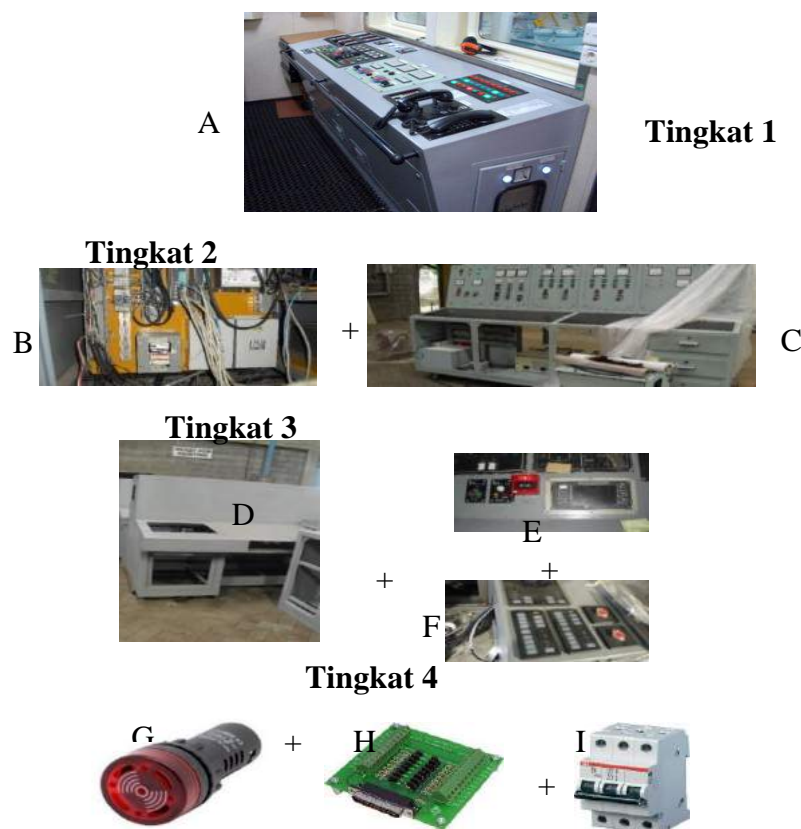 A
Tingkat 1
Tingkat 2
B
+
C
Tingkat 3
D
E
+
+
F
Tingkat 4
G
+
H
+
I